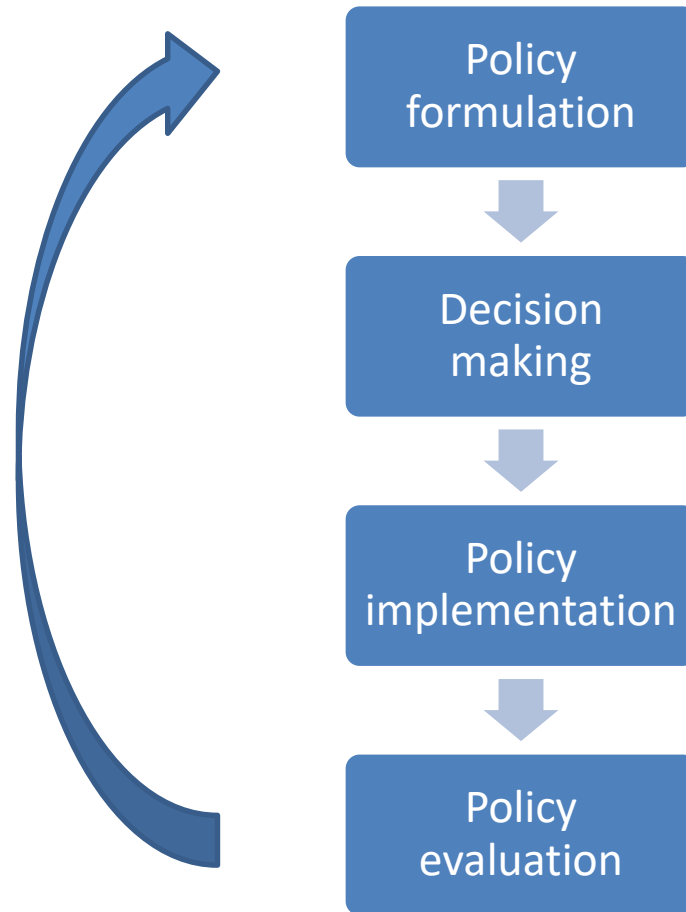 Policy
formulation
Decision
making
Policy
implementation
Policy
evaluation